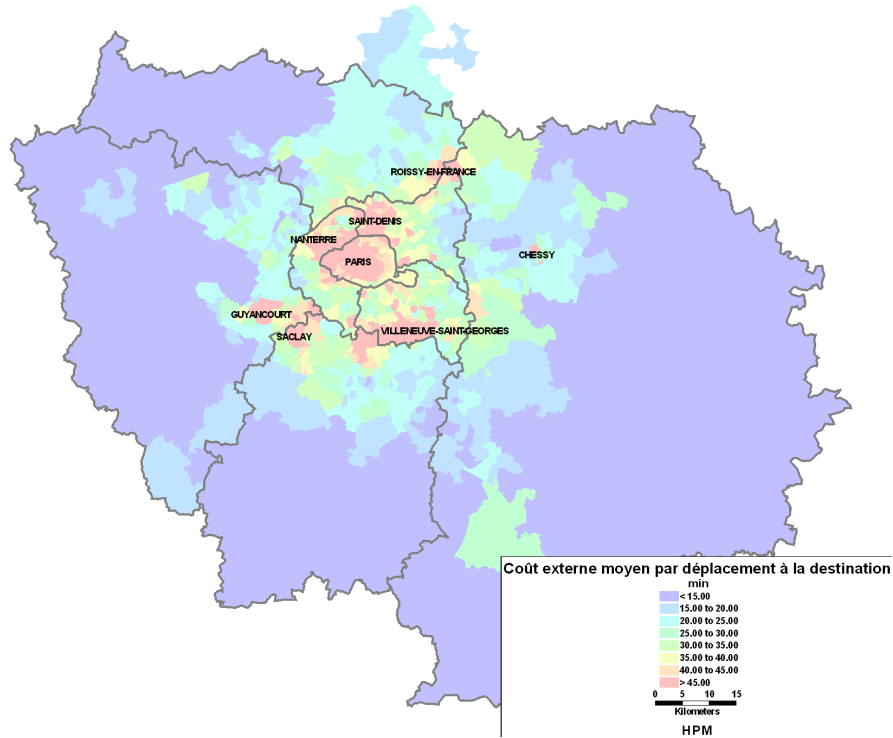 ROISSY-EN-FRANCE
SAINT-DENIS
NANTERRE
PARIS
CHESSY
GUYANCOURT
SACLAY
VILLENEUVE-SAINT-GEORGES
Coût externe moyen par déplacement à la destination
min
< 15.00
15.00 to 20.00
20.00 to 25.00
25.00 to 30.00
30.00 to 35.00
35.00 to 40.00
40.00 to 45.00
> 45.00
0 5 10 15
Kilometers
HPM